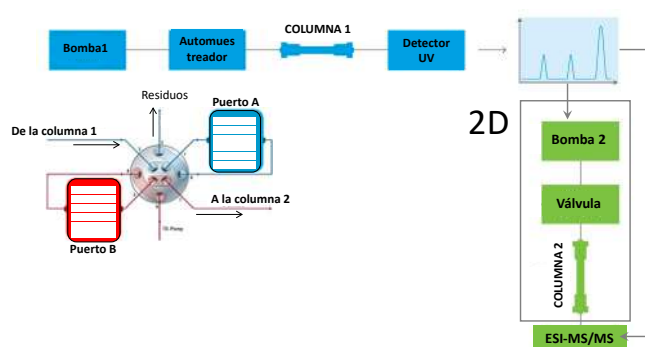 COLUMNA 1
Bomba1
Automues
treador
Detector
UV
Residuos
Puerto A
De la columna 1
A la columna 2
Puerto B
2D
Bomba 2
Válvula
COLUMNA 2
ESI-MS/MS